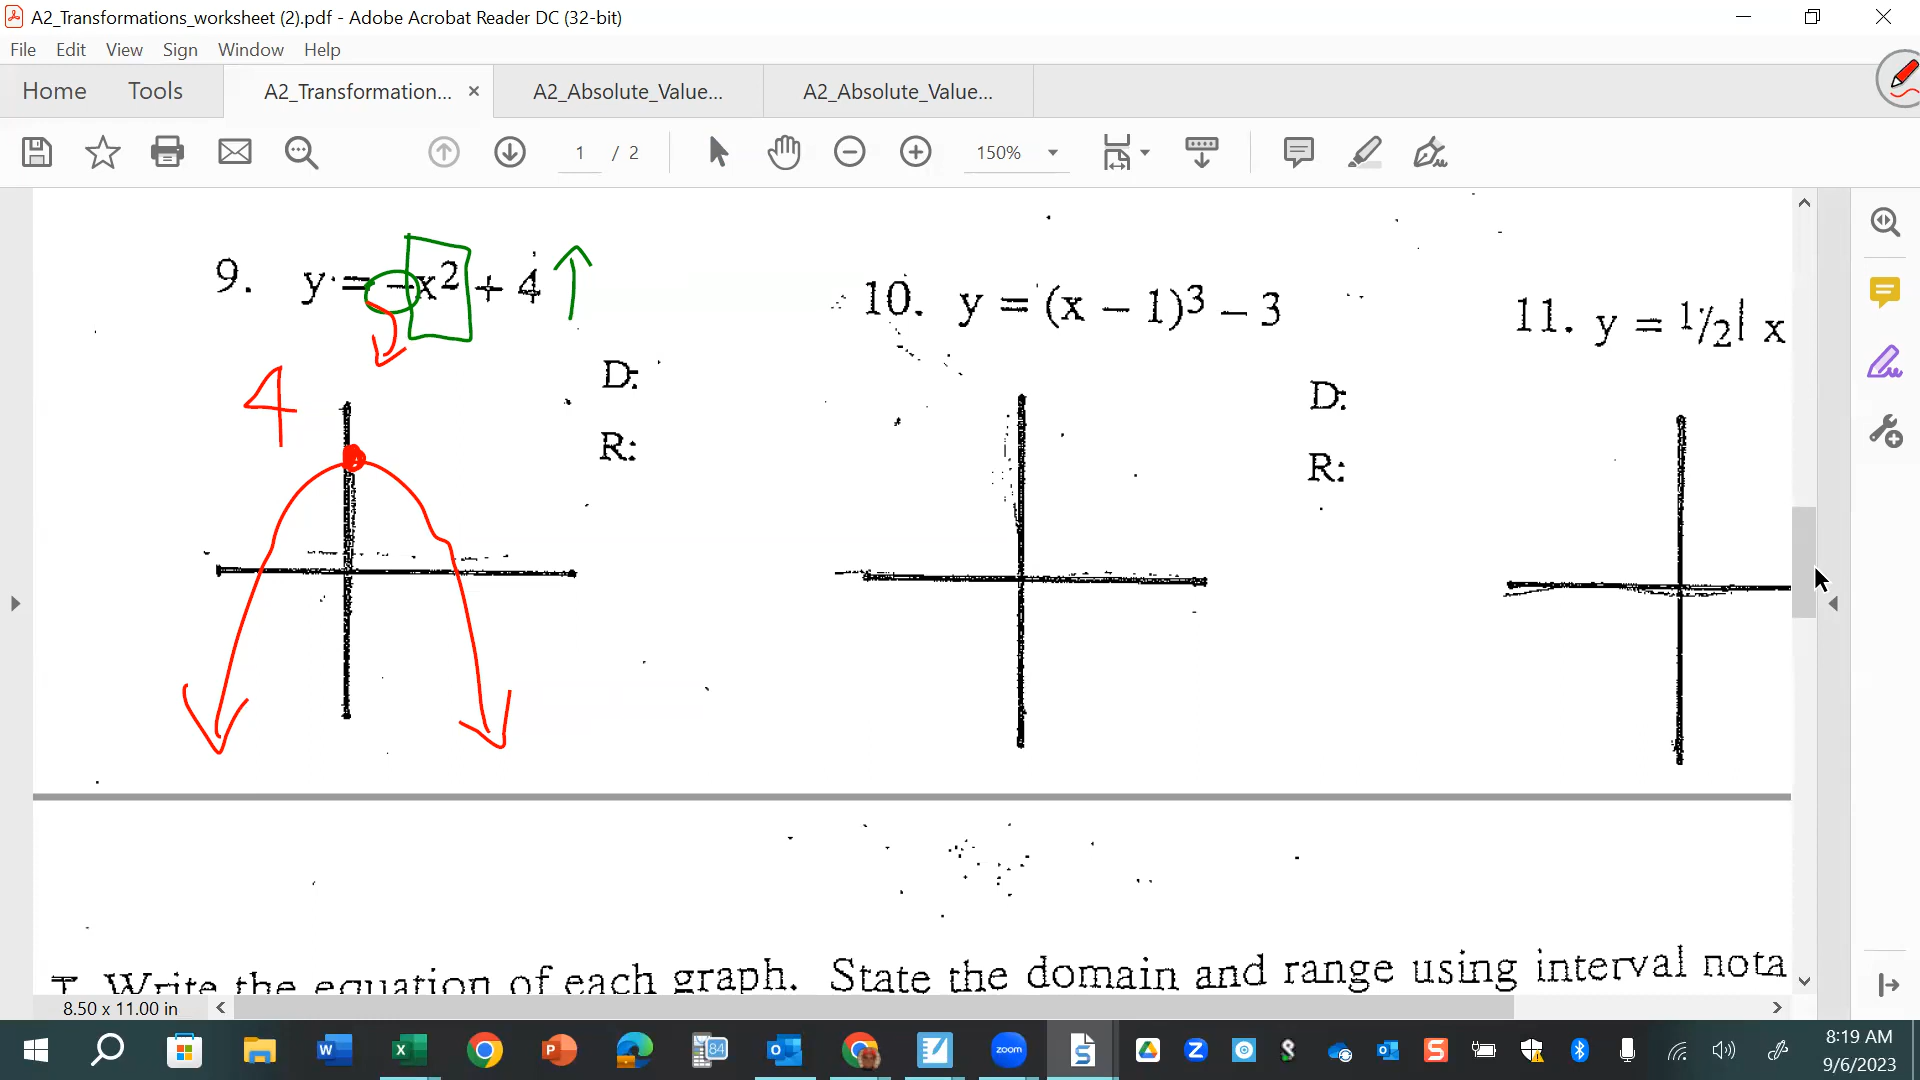 A2_Transformations_worksheet (2).pdf - Adobe Acrobat Reader DC (32-bit)
File Edit View Sign Window Help
Home Tools A2_Transformation... × A2_Absolute_Value... A2_Absolute_Value...
1 / 2 150%
9. y = -x² + 4
10. y = (x - 1)³ - 3
11. y = 1/2| x
D:
R:
D:
R:
4
Write the equation of each graph. State the domain and range using interval nota
8.50 x 11.00 in
84
zoom
8:19 AM
9/6/2023